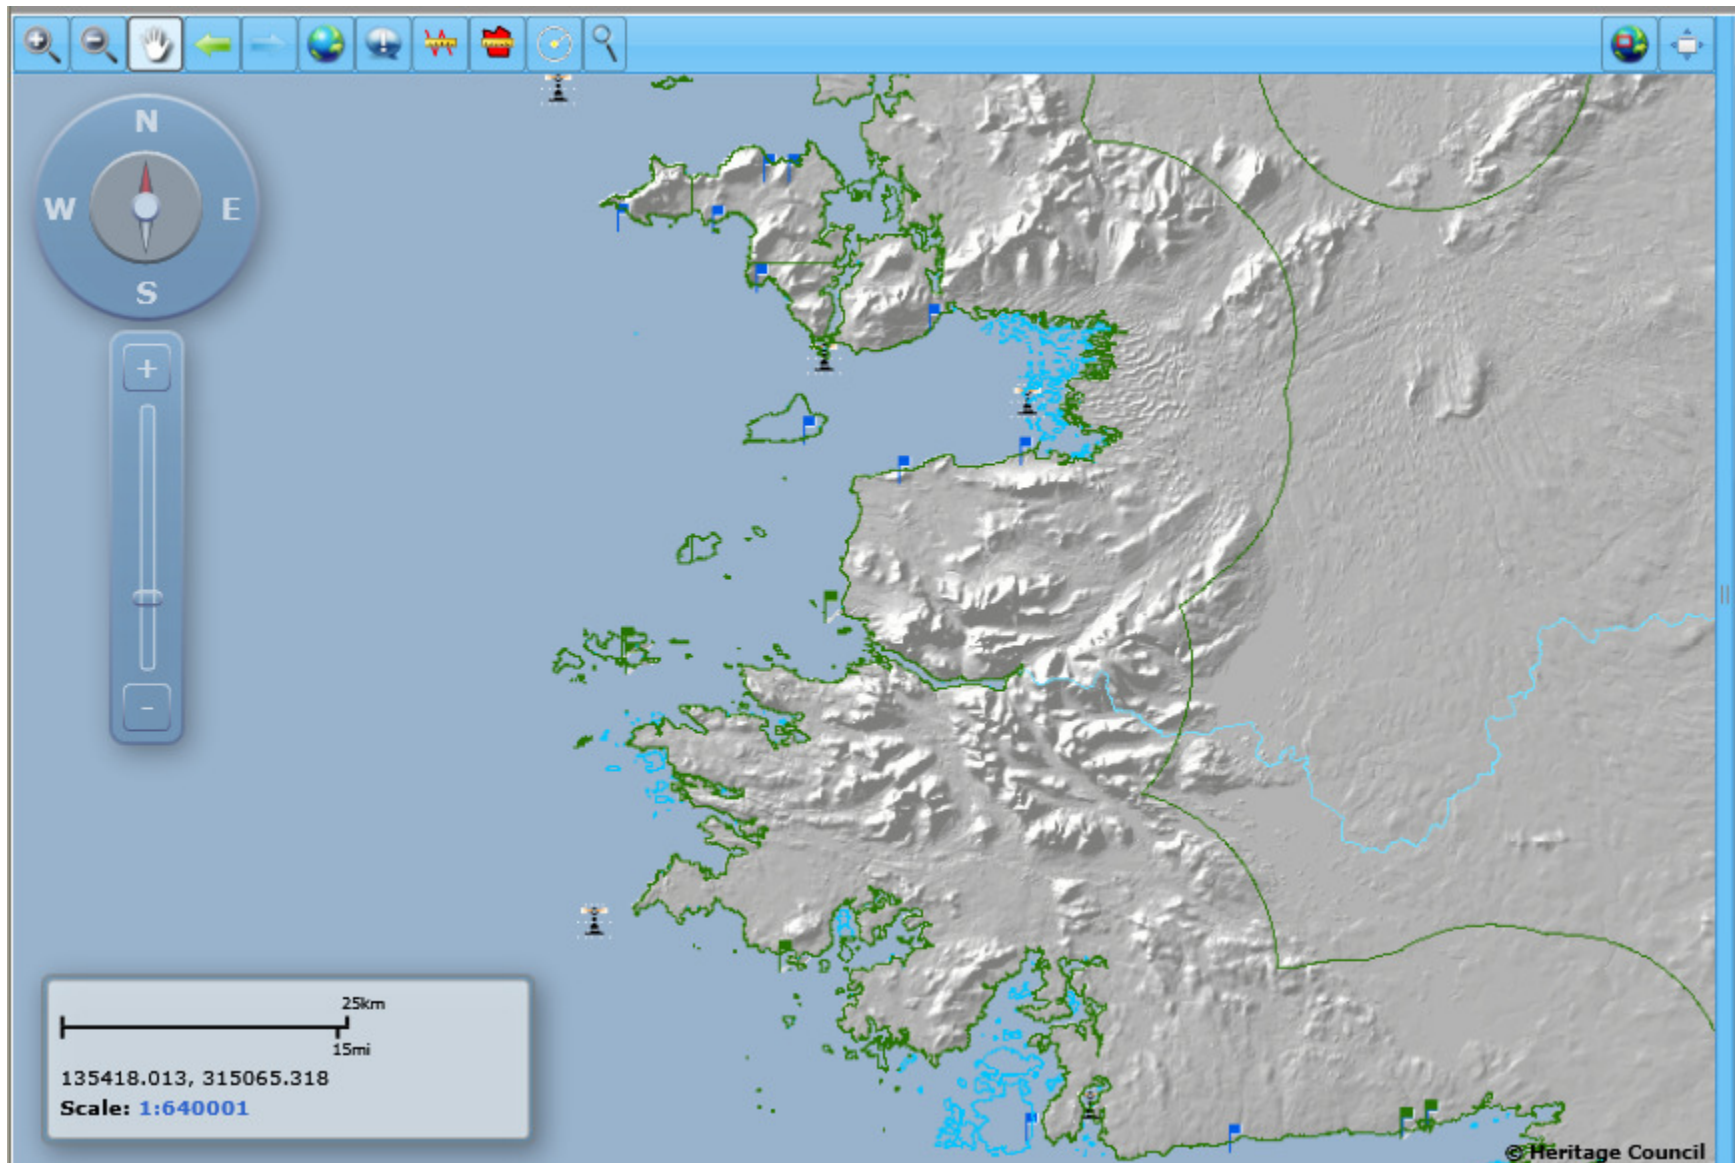 N
W
E
S
+
-
25km
15mi
135418.013, 315065.318
Scale: 1:640001
© Heritage Council